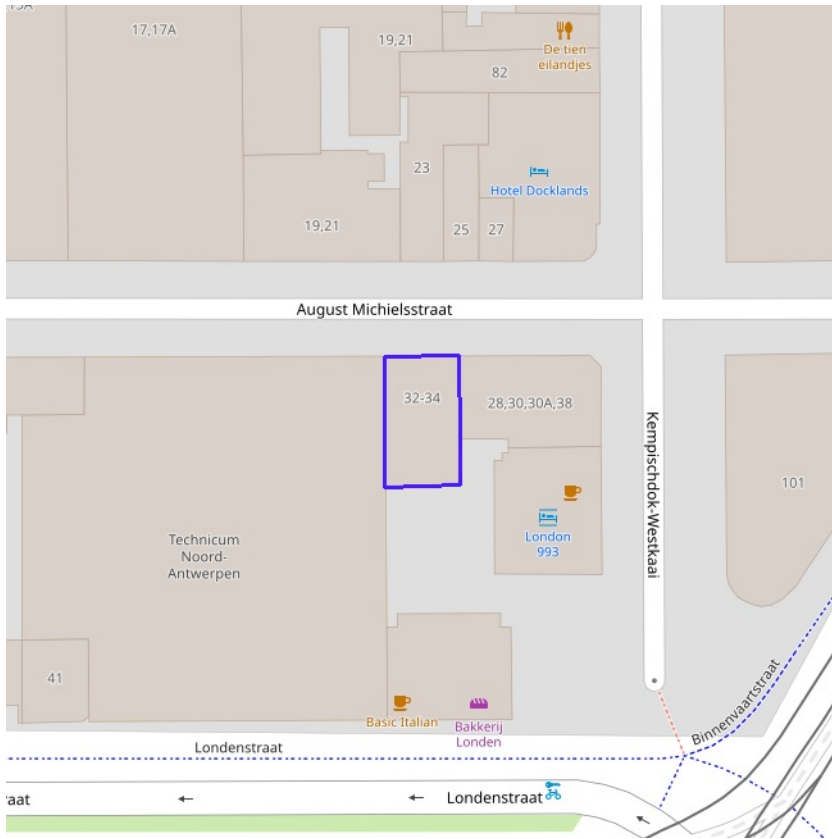 17,17A
19,21
De tien
eilandjes
82
23
Hotel Docklands
19,21
25
27
August Michielsstraat
32-34
28,30,30A,38
Kempischdok-Westkaai
101
London
993
Technicum
Noord-
Antwerpen
41
Basic Italian
Bakkerij
Londen
Binnenvaartstraat
Londenstraat
raat
Londenstraat